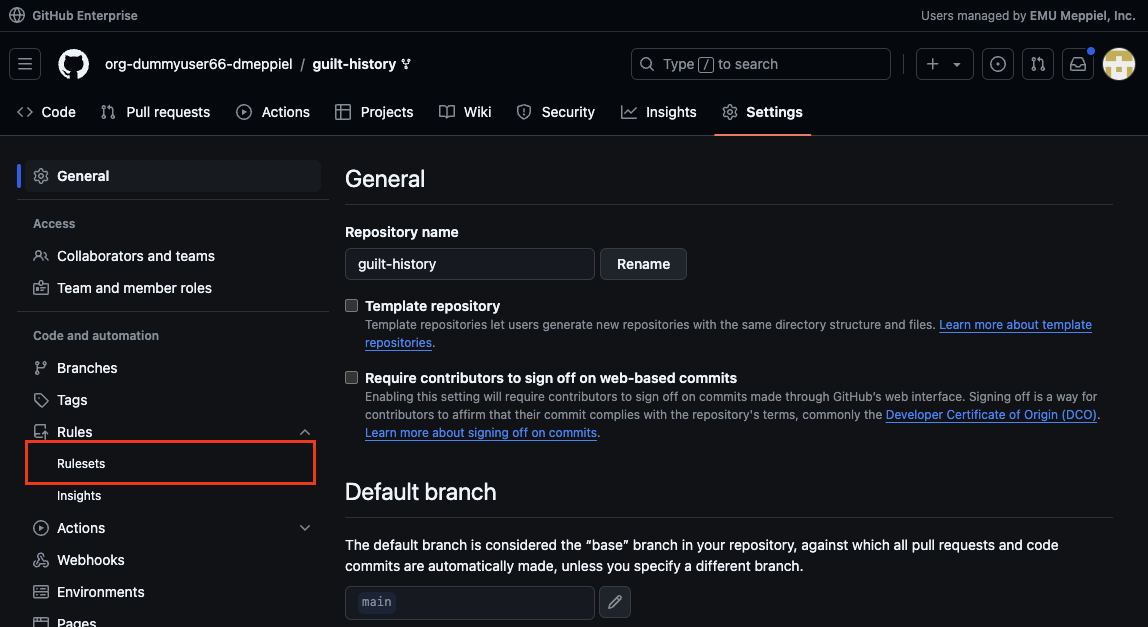 GitHub Enterprise
Users managed by EMU Meppiel, Inc.
org-dummyuser66-dmeppiel / guilt-history
Type / to search
Code
Pull requests
Actions
Projects
Wiki
Security
Insights
Settings
General
Access
Collaborators and teams
Team and member roles
Code and automation
Branches
Tags
Rules
Rulesets
Insights
Actions
Webhooks
Environments
Pages
General
Repository name
guilt-history
Rename
Template repository
Template repositories let users generate new repositories with the same directory structure and files. Learn more about template
repositories.
Require contributors to sign off on web-based commits
Enabling this setting will require contributors to sign off on commits made through GitHub's web interface. Signing off is a way for
contributors to affirm that their commit complies with the repository's terms, commonly the Developer Certificate of Origin (DCO).
Learn more about signing off on commits.
Default branch
The default branch is considered the "base" branch in your repository, against which all pull requests and code
commits are automatically made, unless you specify a different branch.
main